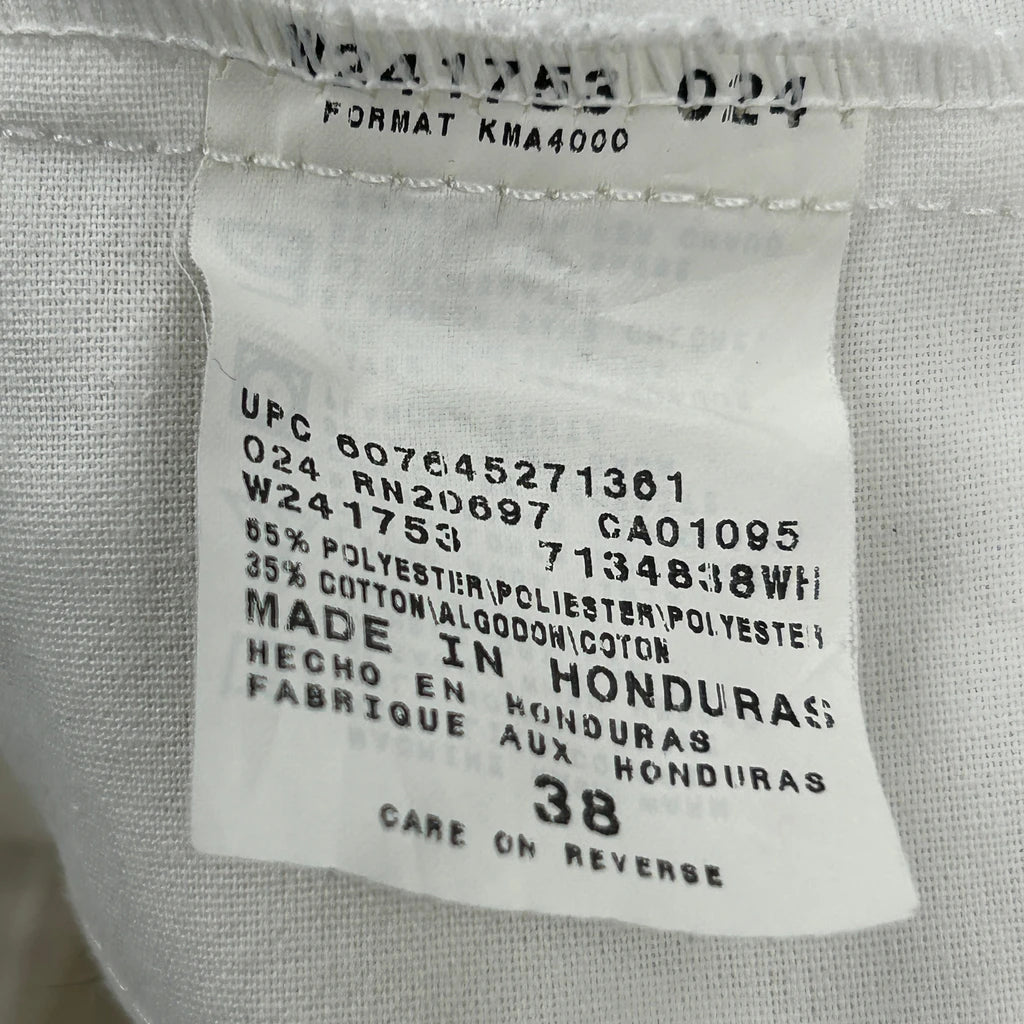 W241753 024
FORMAT KMA4000
UPC 607645271361
024 RN20697 CA01095
W241753 7134838WH
65% POLYESTER\POLIESTER\POLYESTER
35% COTTON\ALGODON\COTON
MADE IN HONDURAS
HECHO EN HONDURAS
FABRIQUE AUX HONDURAS
38
CARE ON REVERSE